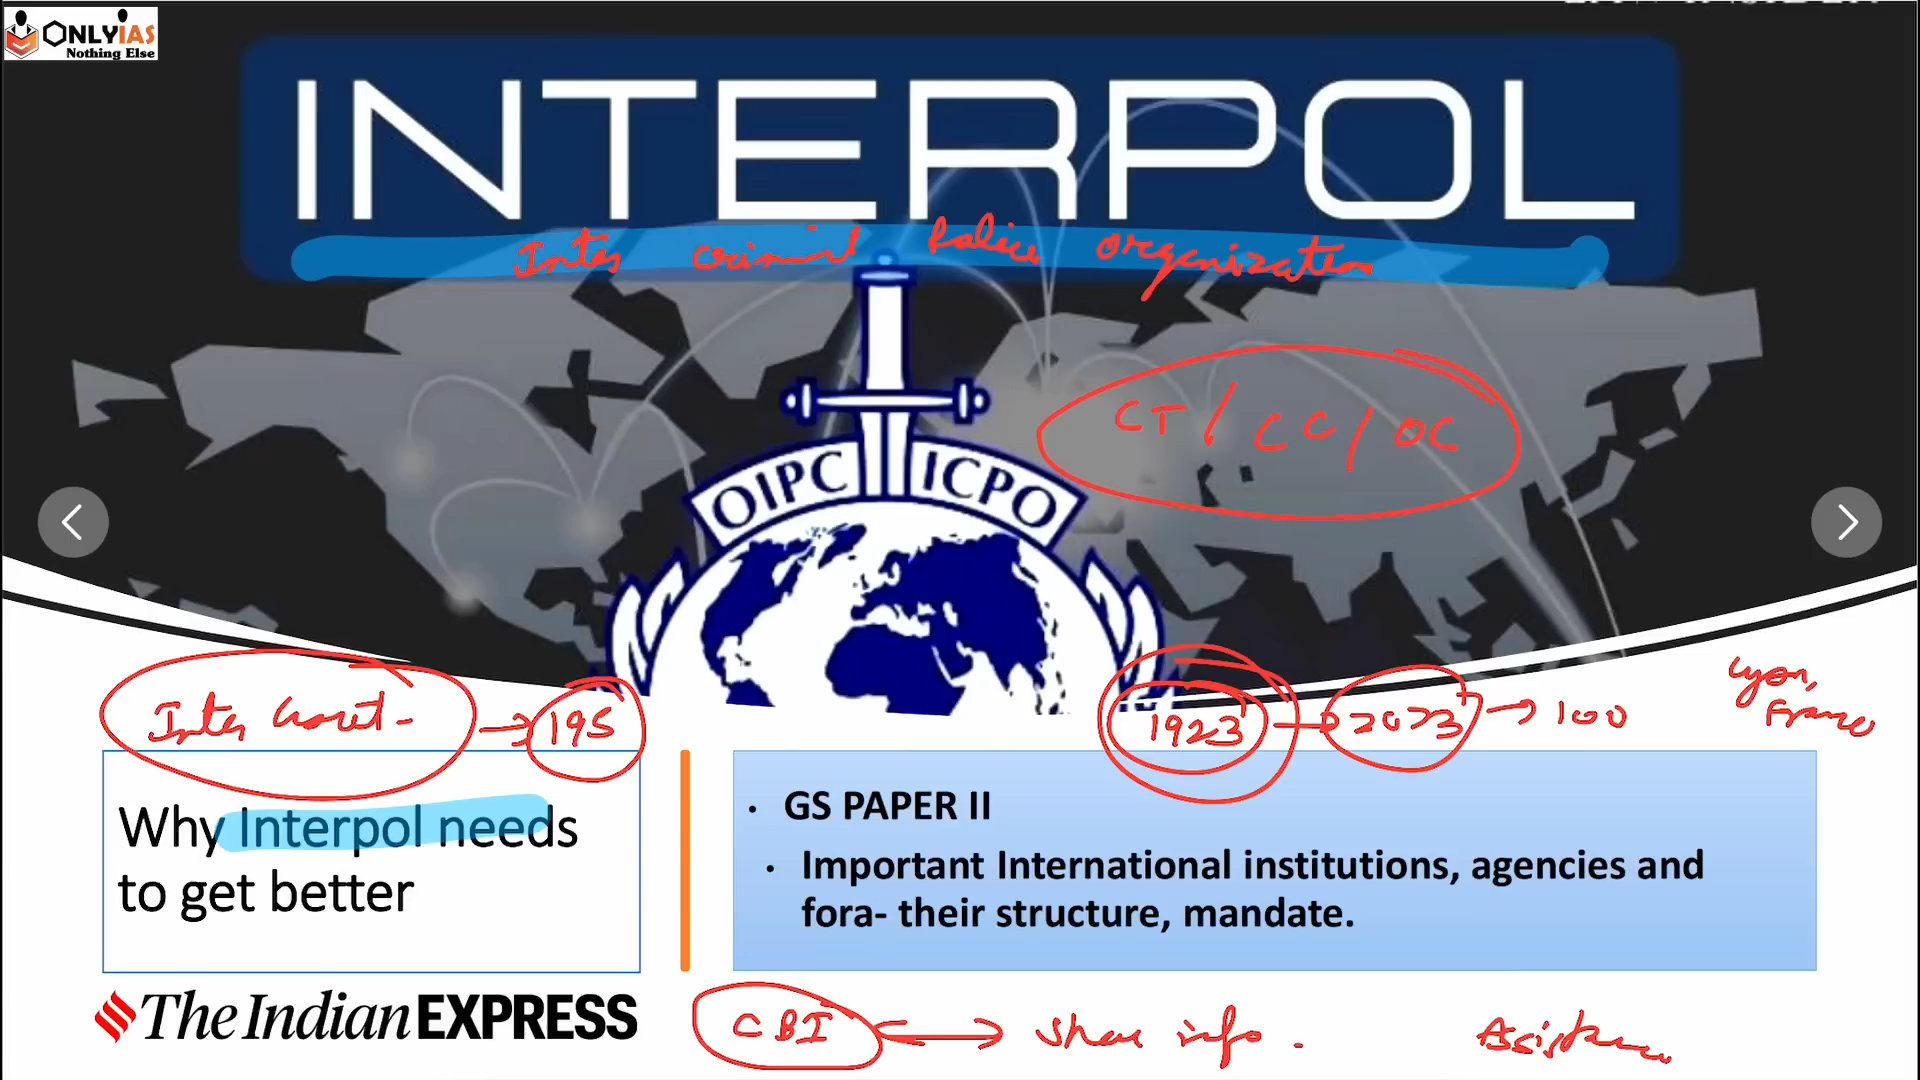 ONLYIAS
Nothing Else
INTERPOL
Inter criminal Police organization
CT / CC / OC
OIPC ICPO
Inter Govt - → 195
1923 → 2023 → 100
Lyon,
France
Why Interpol needs
to get better
• GS PAPER II
• Important International institutions, agencies and
fora- their structure, mandate.
The Indian EXPRESS
CBI ↔ Share info . Assistance